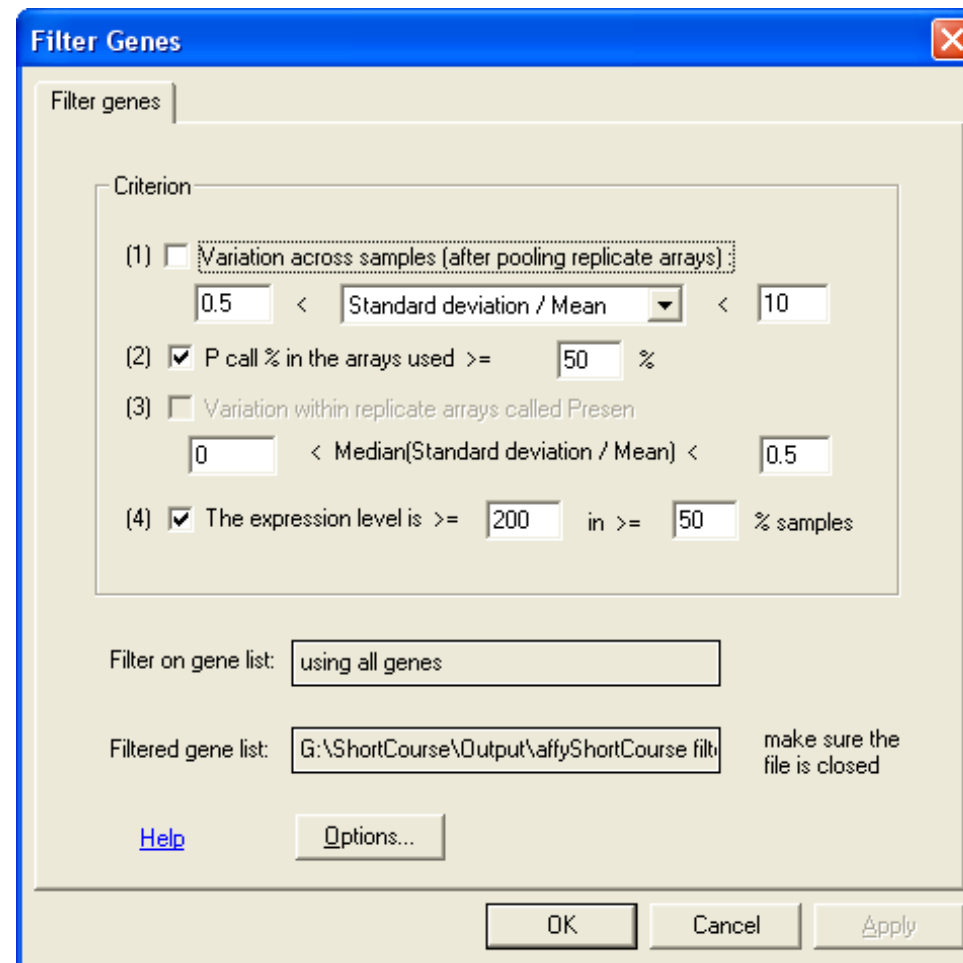 Filter Genes
Filter genes
Criterion
(1) Variation across samples (after pooling replicate arrays) :
0.5 < Standard deviation / Mean < 10
(2) P call % in the arrays used >= 50 %
(3) Variation within replicate arrays called Presen
0 < Median(Standard deviation / Mean) < 0.5
(4) The expression level is >= 200 in >= 50 % samples
Filter on gene list: using all genes
Filtered gene list: G:\ShortCourse\Output\affyShortCourse filt
make sure the
file is closed
Help Options...
OK Cancel Apply